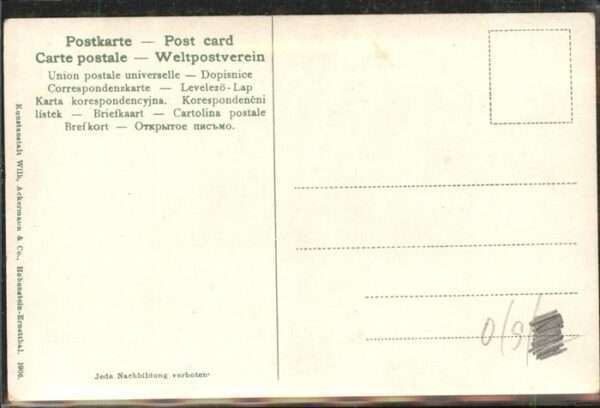 Postkarte — Post card
Carte postale — Weltpostverein
Union postale universelle — Dopisnice
Correspondenzkarte — Levelező-Lap
Karta korespondencyjna. Korespondenční
lístek — Briefkaart — Cartolina postale
Brefkort — Открытое письмо.
Kunstanstalt Wilh. Ackermann & Co., Hohenstein-Ernstthal. 1906.
Jede Nachbildung verboten